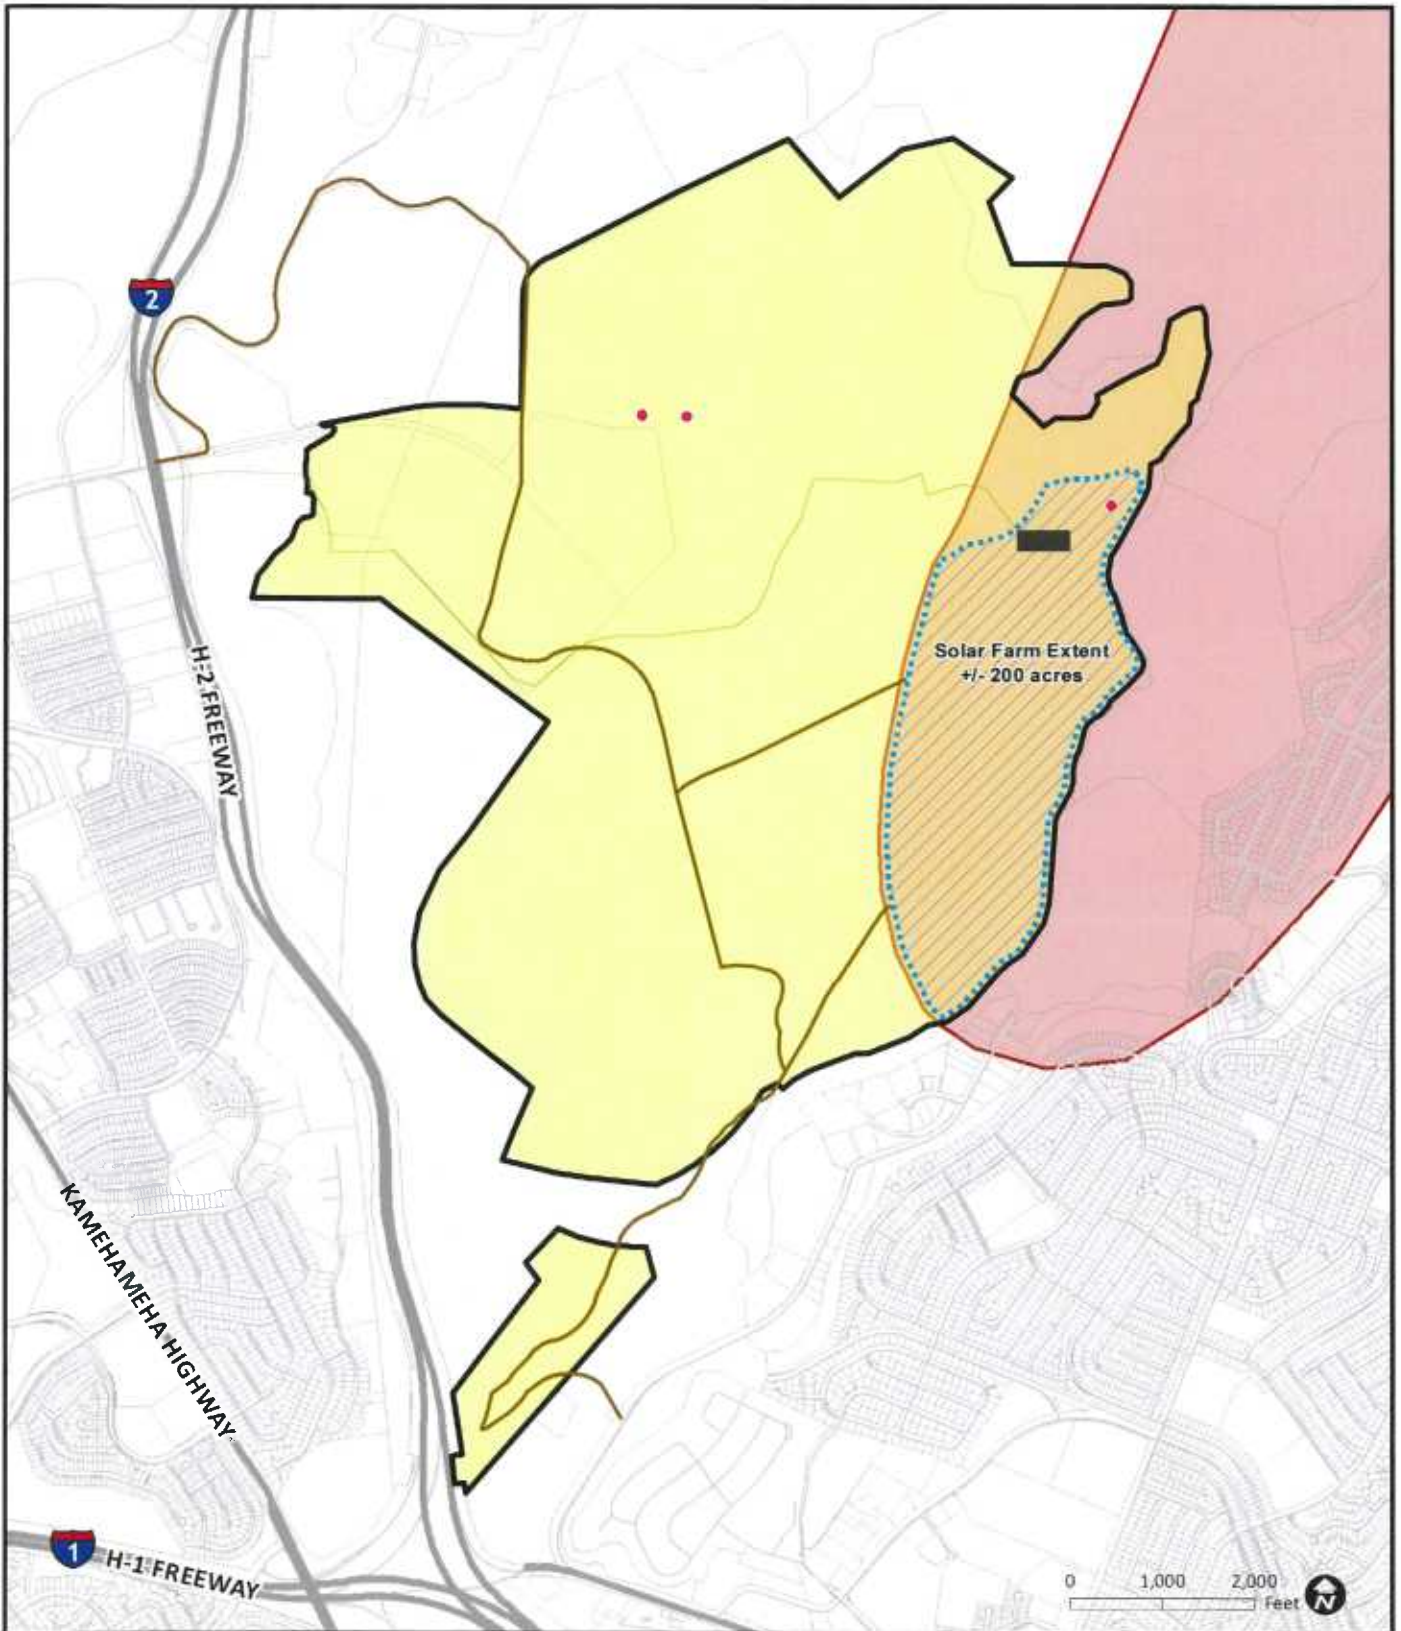 2
H-2 FREEWAY
Solar Farm Extent
+/- 200 acres
KAMEHAMEHA HIGHWAY
1
H-1 FREEWAY
0 1,000 2,000
Feet
N